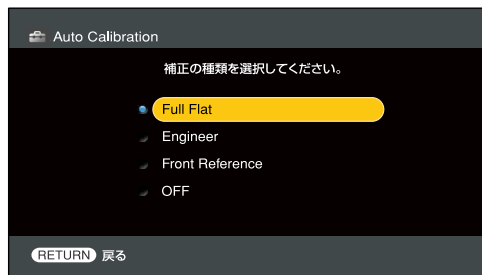 Auto Calibration
補正の種類を選択してください。
Full Flat
Engineer
Front Reference
OFF
RETURN 戻る